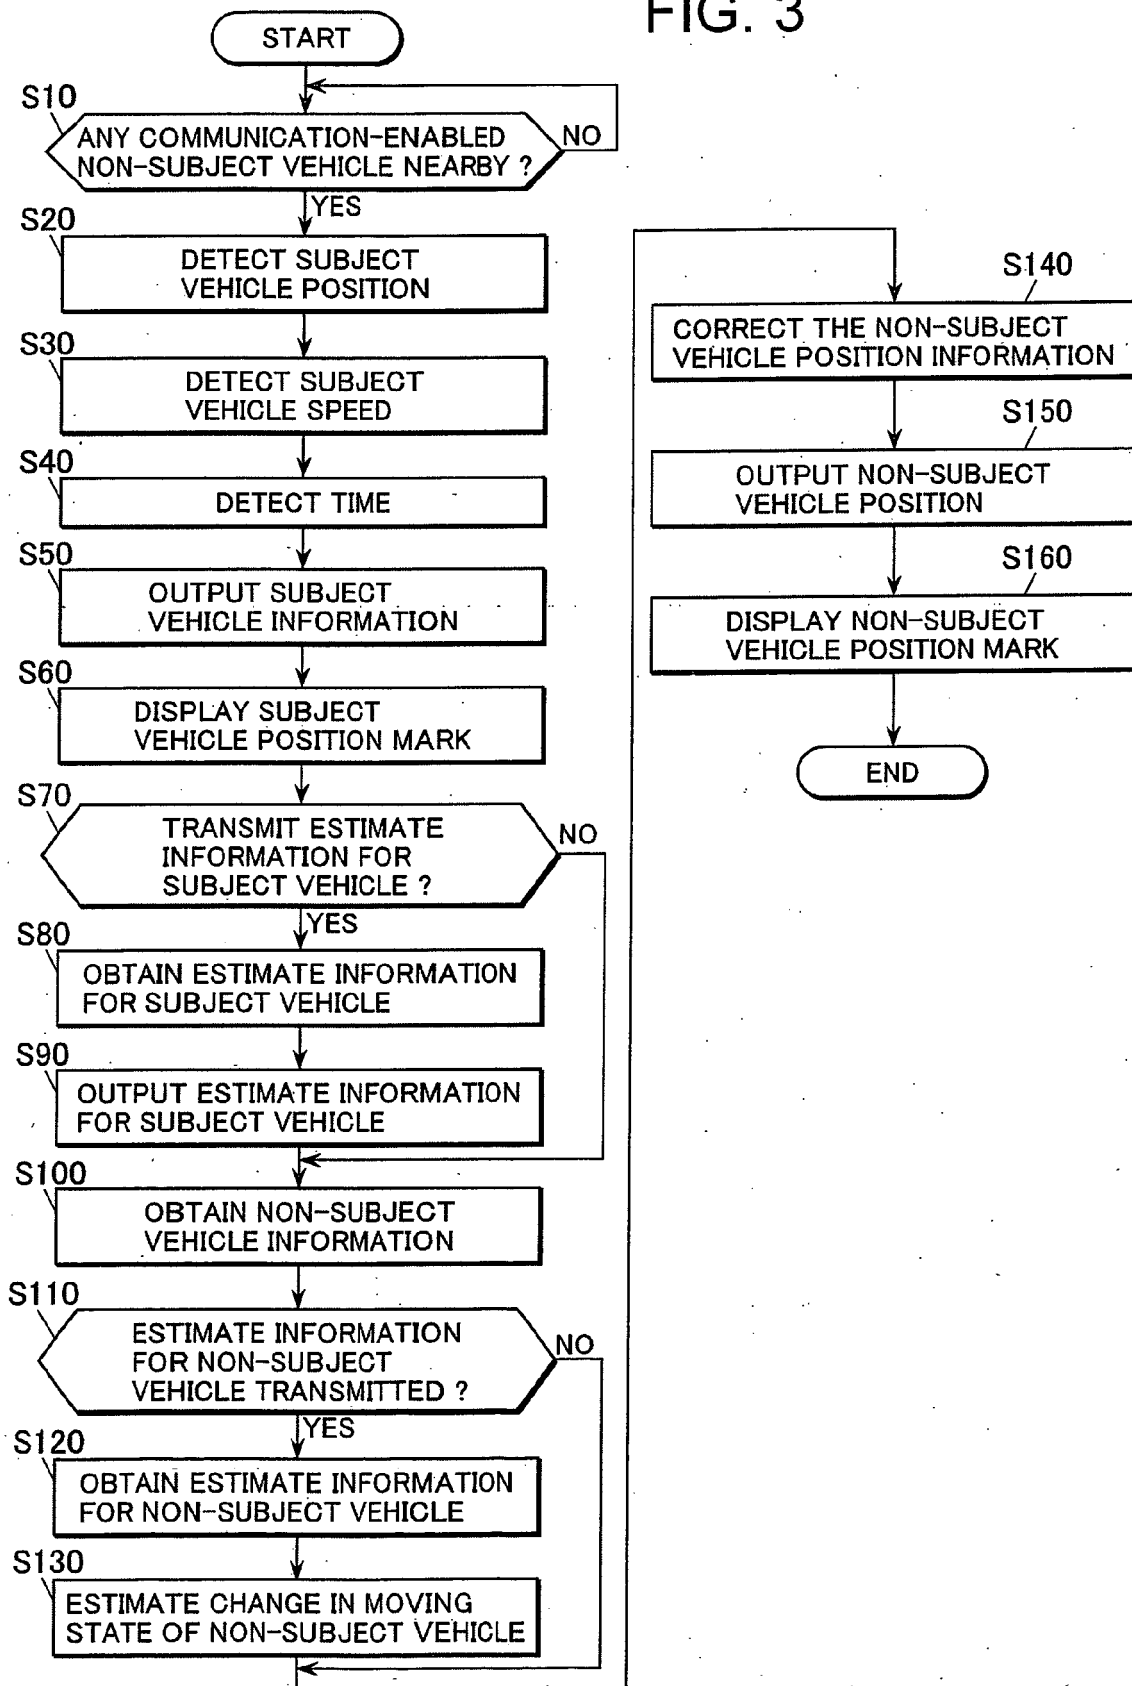 FIG. 3
START
S10
ANY COMMUNICATION-ENABLED
NON-SUBJECT VEHICLE NEARBY ?
NO
YES
S20
DETECT SUBJECT
VEHICLE POSITION
S30
DETECT SUBJECT
VEHICLE SPEED
S40
DETECT TIME
S50
OUTPUT SUBJECT
VEHICLE INFORMATION
S60
DISPLAY SUBJECT
VEHICLE POSITION MARK
S70
TRANSMIT ESTIMATE
INFORMATION FOR
SUBJECT VEHICLE ?
NO
YES
S80
OBTAIN ESTIMATE INFORMATION
FOR SUBJECT VEHICLE
S90
OUTPUT ESTIMATE INFORMATION
FOR SUBJECT VEHICLE
S100
OBTAIN NON-SUBJECT
VEHICLE INFORMATION
S110
ESTIMATE INFORMATION
FOR NON-SUBJECT
VEHICLE TRANSMITTED ?
NO
YES
S120
OBTAIN ESTIMATE INFORMATION
FOR NON-SUBJECT VEHICLE
S130
ESTIMATE CHANGE IN MOVING
STATE OF NON-SUBJECT VEHICLE
S140
CORRECT THE NON-SUBJECT
VEHICLE POSITION INFORMATION
S150
OUTPUT NON-SUBJECT
VEHICLE POSITION
S160
DISPLAY NON-SUBJECT
VEHICLE POSITION MARK
END